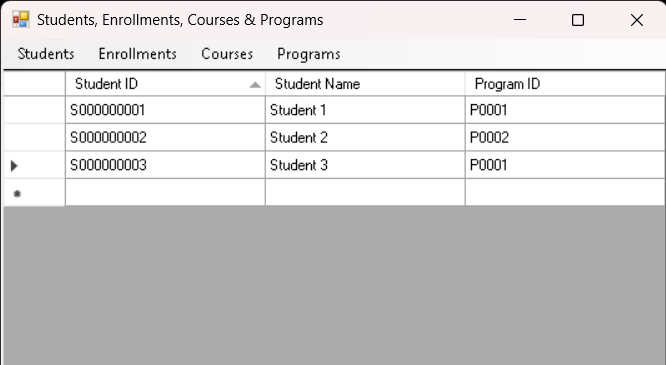 Students, Enrollments, Courses & Programs
Students Enrollments Courses Programs
Student ID Student Name Program ID
S000000001 Student 1 P0001
S000000002 Student 2 P0002
S000000003 Student 3 P0001